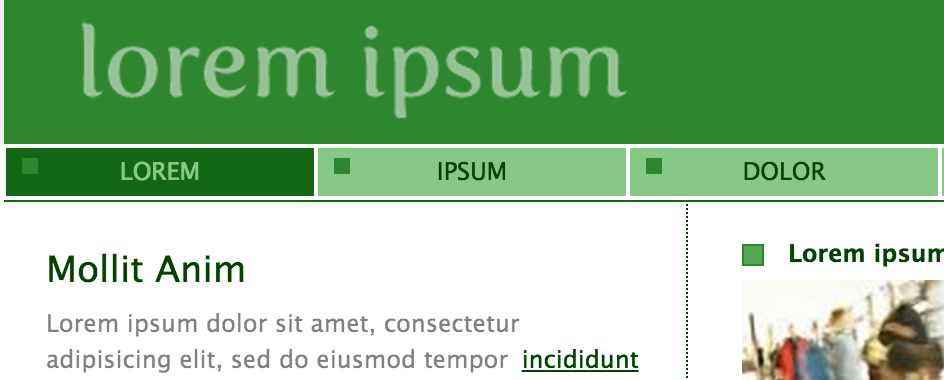 lorem ipsum
LOREM
IPSUM
DOLOR
Mollit Anim
Lorem ipsum dolor sit amet, consectetur
adipisicing elit, sed do eiusmod tempor incididunt
Lorem ipsum